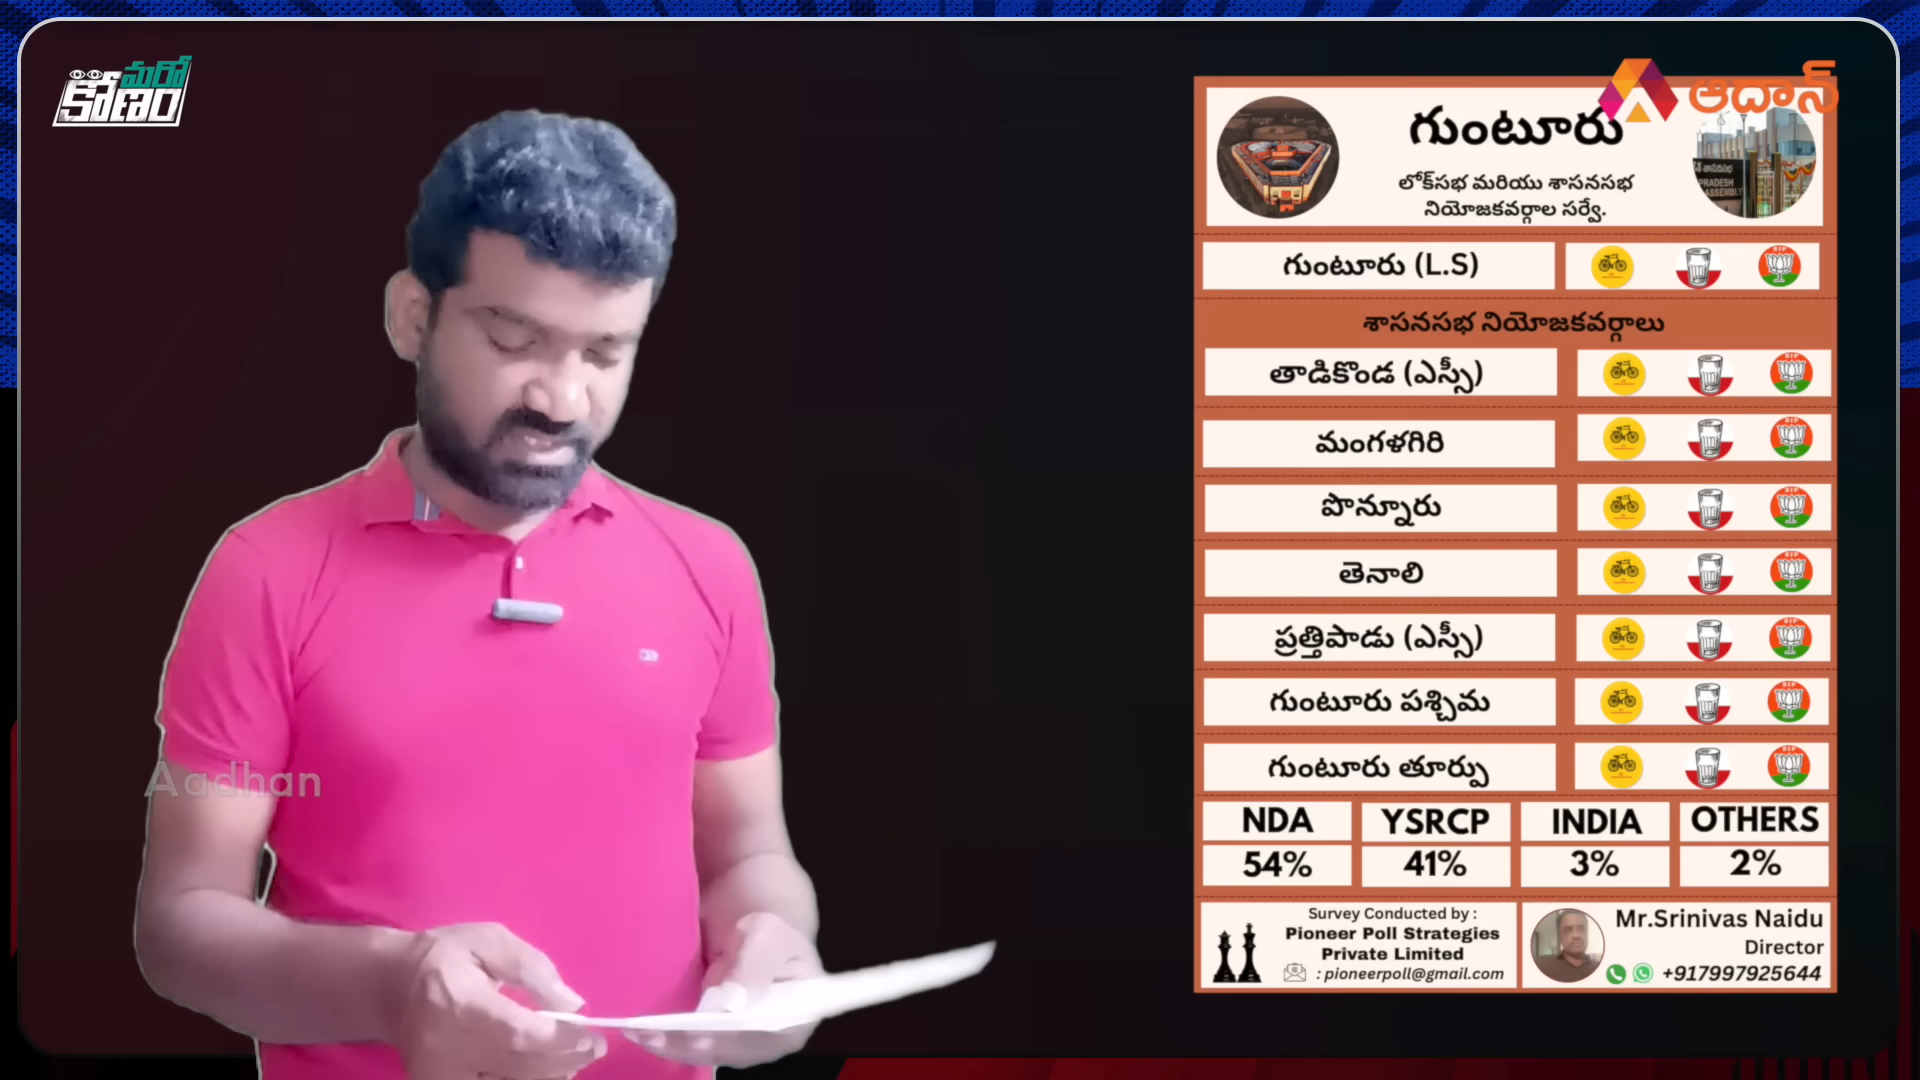 మరో
కోణం
ఆదాన్
గుంటూరు
లోక్‌సభ మరియు శాసనసభ
నియోజకవర్గాల సర్వే.
PRADESH
ASSEMBLY
గుంటూరు (L.S)
శాసనసభ నియోజకవర్గాలు
తాడికొండ (ఎస్సీ)
మంగళగిరి
పొన్నూరు
తెనాలి
ప్రత్తిపాడు (ఎస్సీ)
గుంటూరు పశ్చిమ
గుంటూరు తూర్పు
Aadhan
NDA YSRCP INDIA OTHERS
54% 41% 3% 2%
Survey Conducted by :
Pioneer Poll Strategies
Private Limited
: pioneerpoll@gmail.com
Mr.Srinivas Naidu
Director
+917997925644